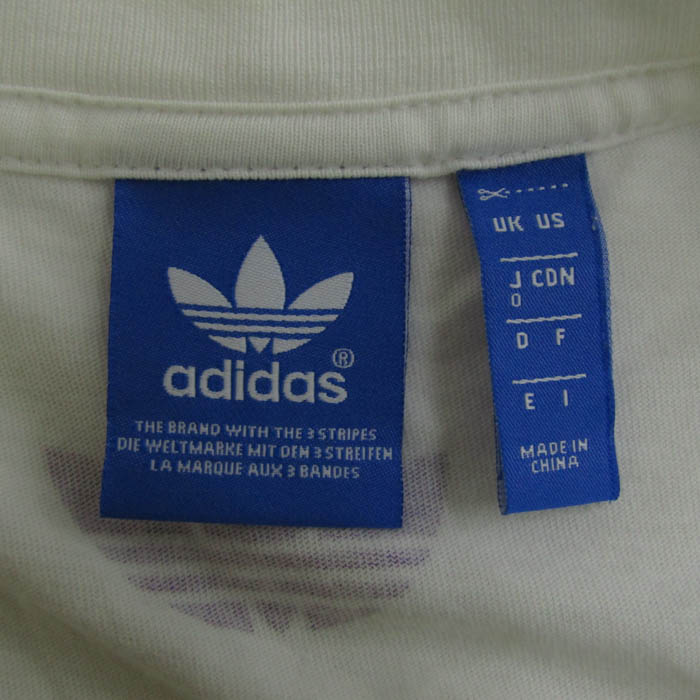 adidas®
THE BRAND WITH THE 3 STRIPES
DIE WELTMARKE MIT DEN 3 STREIFEN
LA MARQUE AUX 3 BANDES
UK US
J CDN
O
D F
E I
MADE IN
CHINA